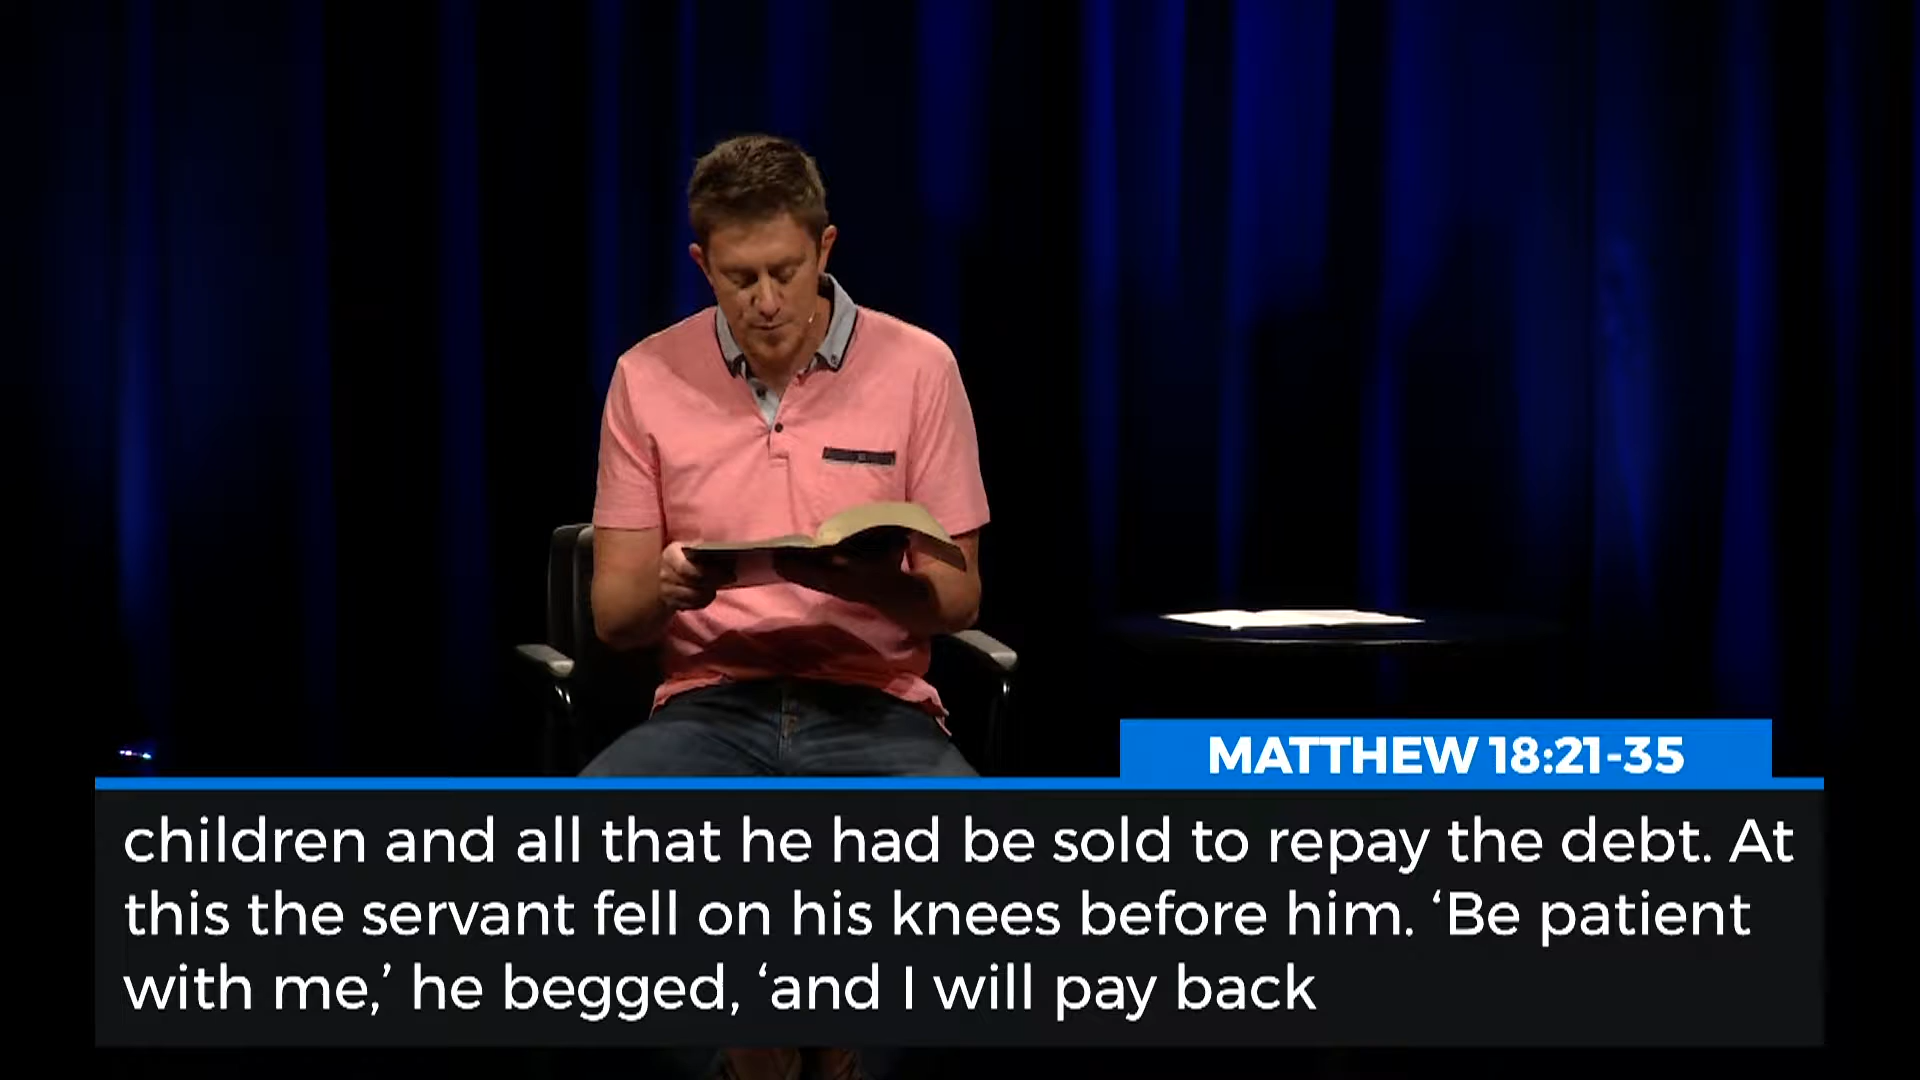 MATTHEW 18:21-35
children and all that he had be sold to repay the debt. At
this the servant fell on his knees before him. ‘Be patient
with me,’ he begged, ‘and I will pay back